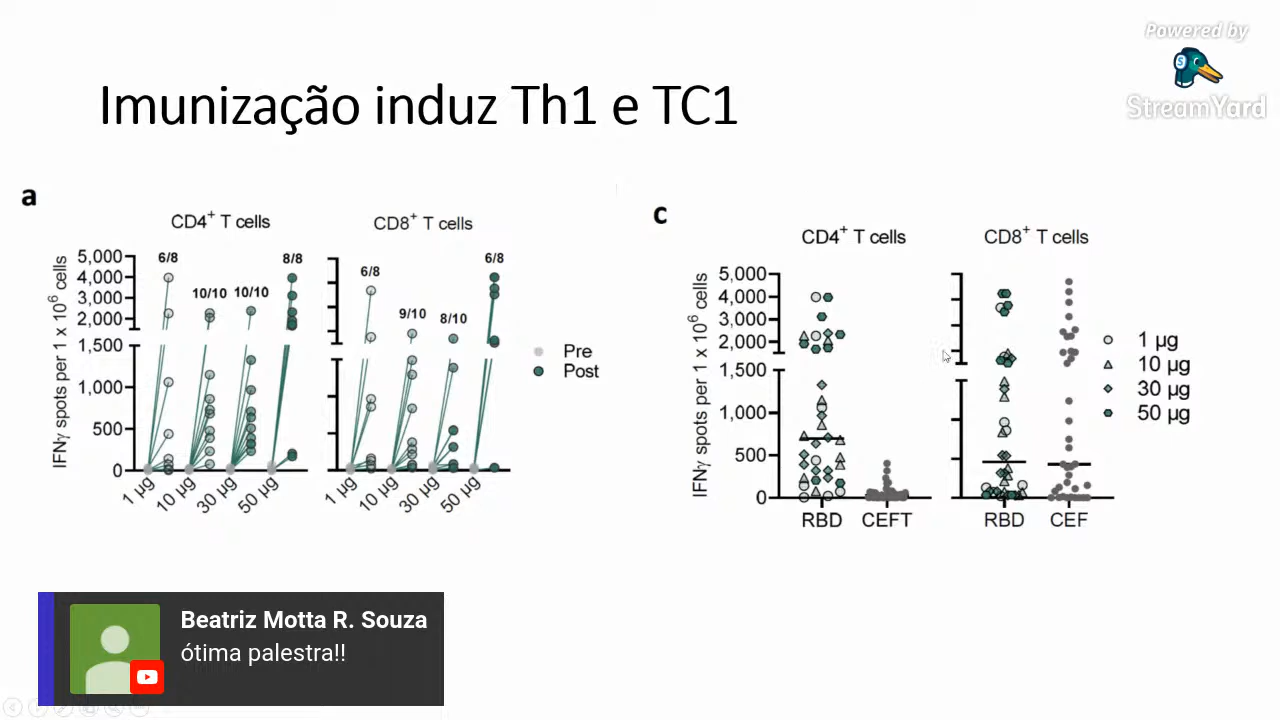 Powered by
StreamYard
Imunização induz Th1 e TC1
a
CD4+ T cells
CD8+ T cells
IFNγ spots per 1 x 10^6 cells
5,000
4,000
3,000
2,000
1,500
1,000
500
0
6/8
10/10
10/10
8/8
6/8
9/10
8/10
6/8
1 µg
10 µg
30 µg
50 µg
1 µg
10 µg
30 µg
50 µg
Pre
Post
c
CD4+ T cells
CD8+ T cells
IFNγ spots per 1 x 10^6 cells
5,000
4,000
3,000
2,000
1,500
1,000
500
0
RBD
CEFT
RBD
CEF
1 µg
10 µg
30 µg
50 µg
Beatriz Motta R. Souza
ótima palestra!!